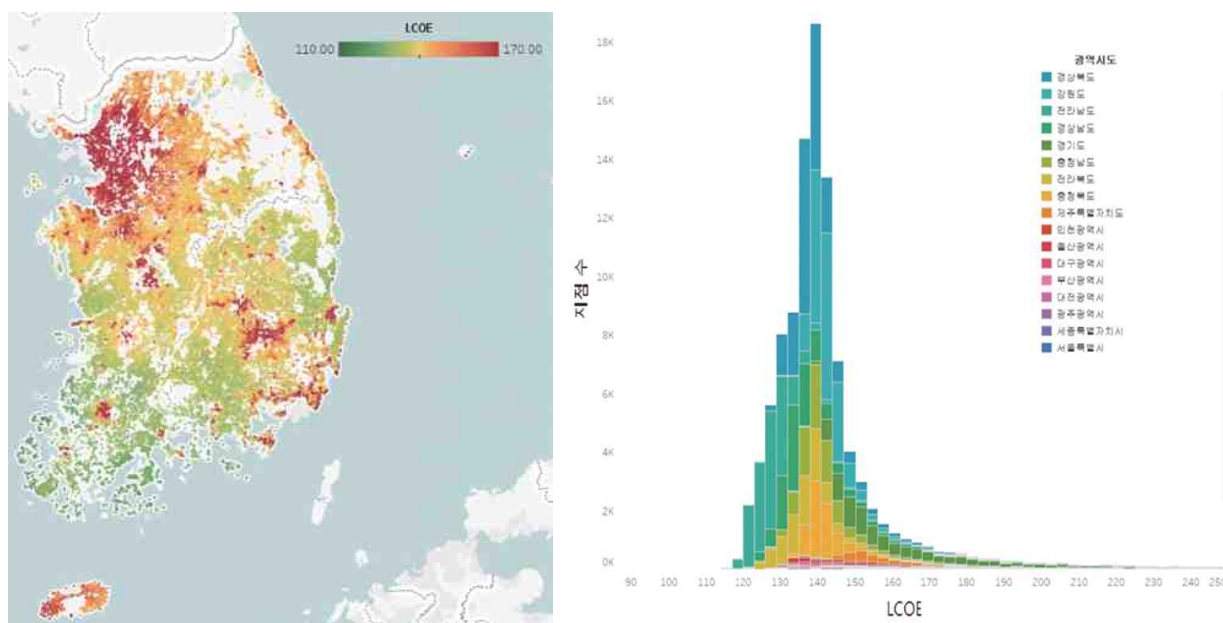 LCOE
110.00 170.00
18K
16K
14K
12K
10K
8K
6K
4K
2K
0K
지점 수
광역시도
경상북도
강원도
전라남도
경상남도
경기도
충청남도
전라북도
충청북도
제주특별자치도
인천광역시
울산광역시
대구광역시
부산광역시
대전광역시
광주광역시
세종특별자치시
서울특별시
90 100 110 120 130 140 150 160 170 180 190 200 210 220 230 240 250
LCOE